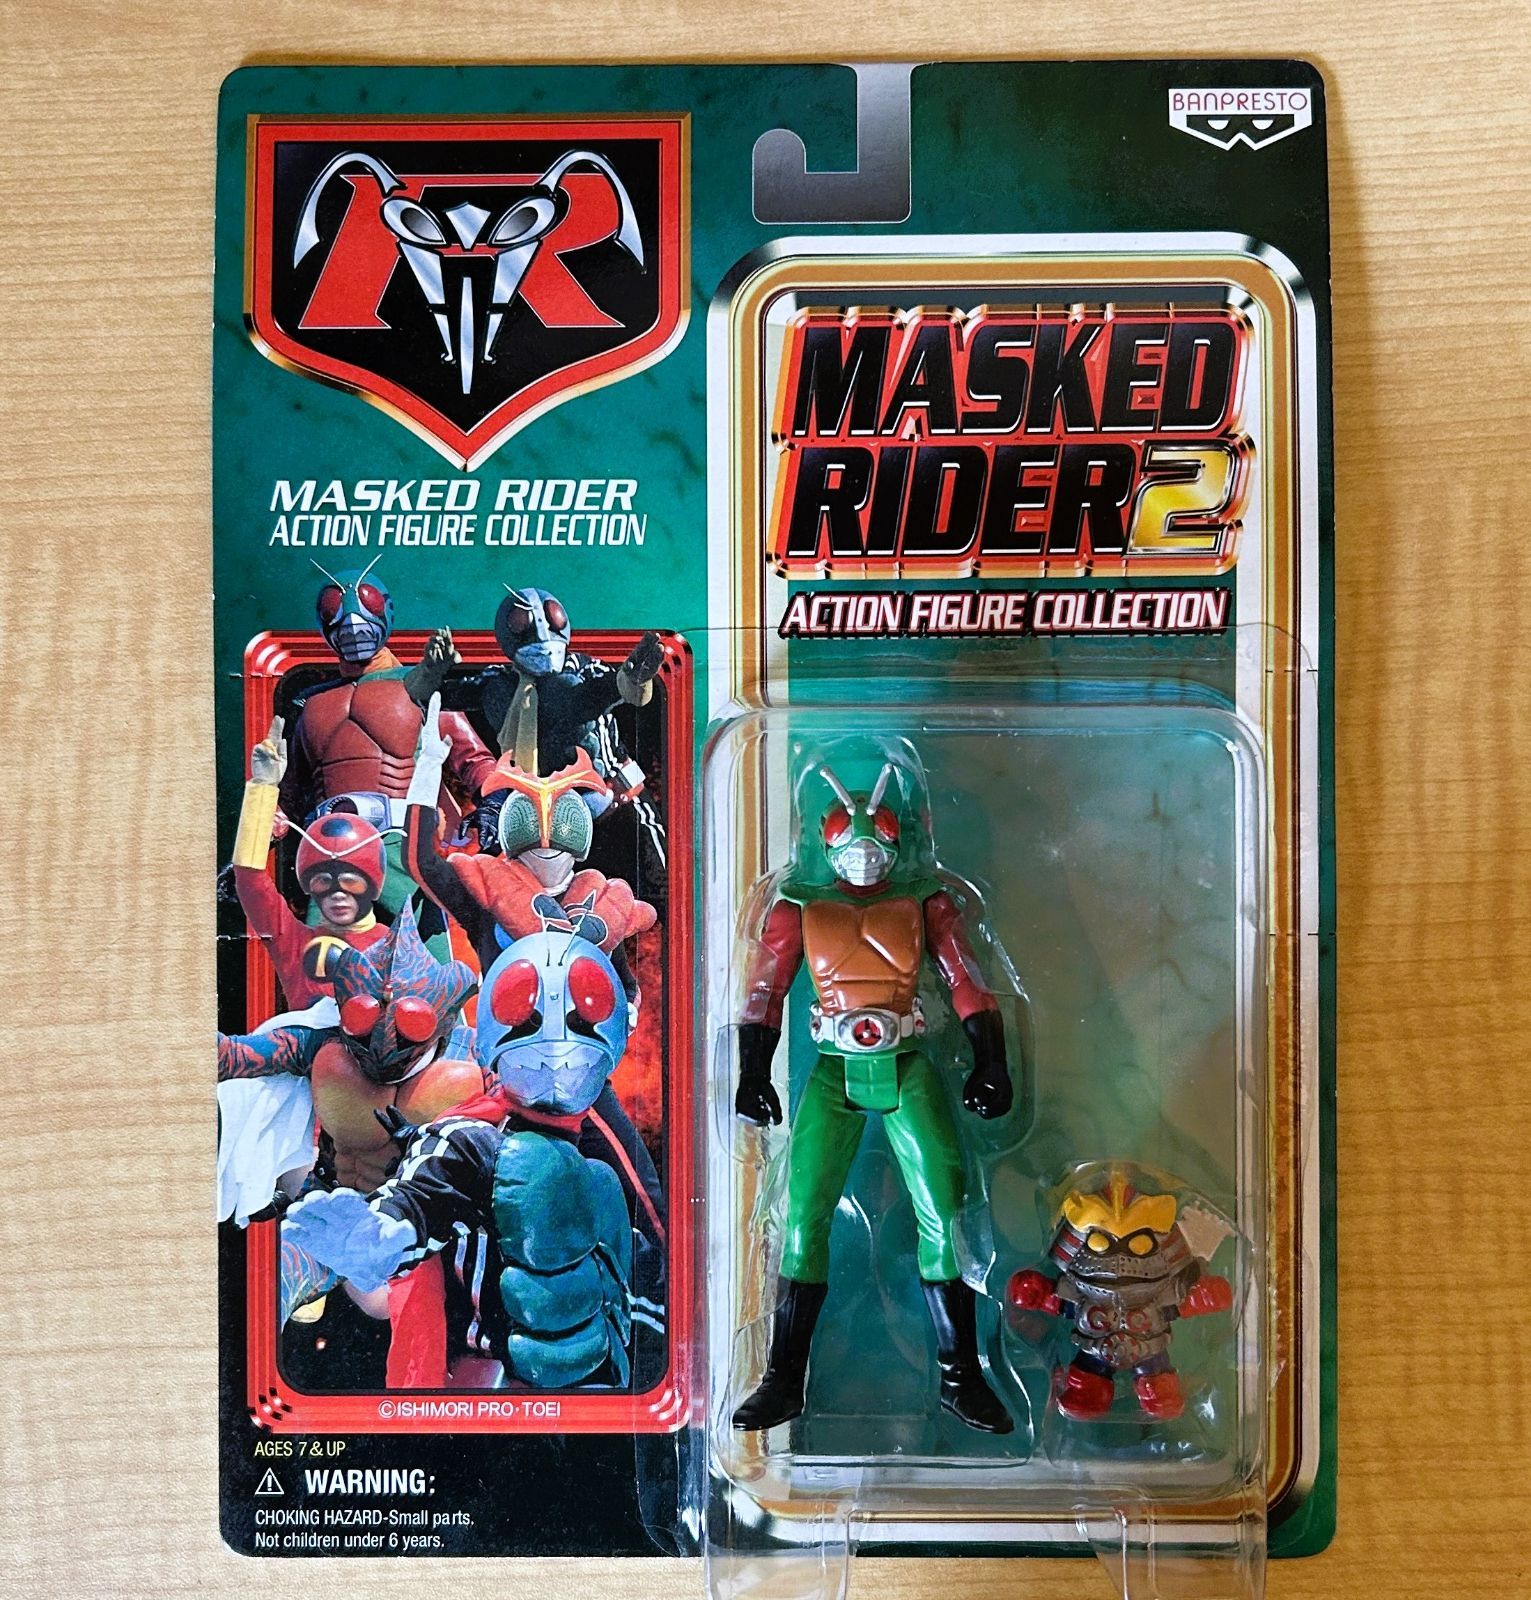 BANPRESTO
MASKED RIDER
ACTION FIGURE COLLECTION
MASKED
RIDER2
ACTION FIGURE COLLECTION
©ISHIMORI PRO・TOEI
AGES 7 & UP
WARNING:
CHOKING HAZARD-Small parts.
Not children under 6 years.